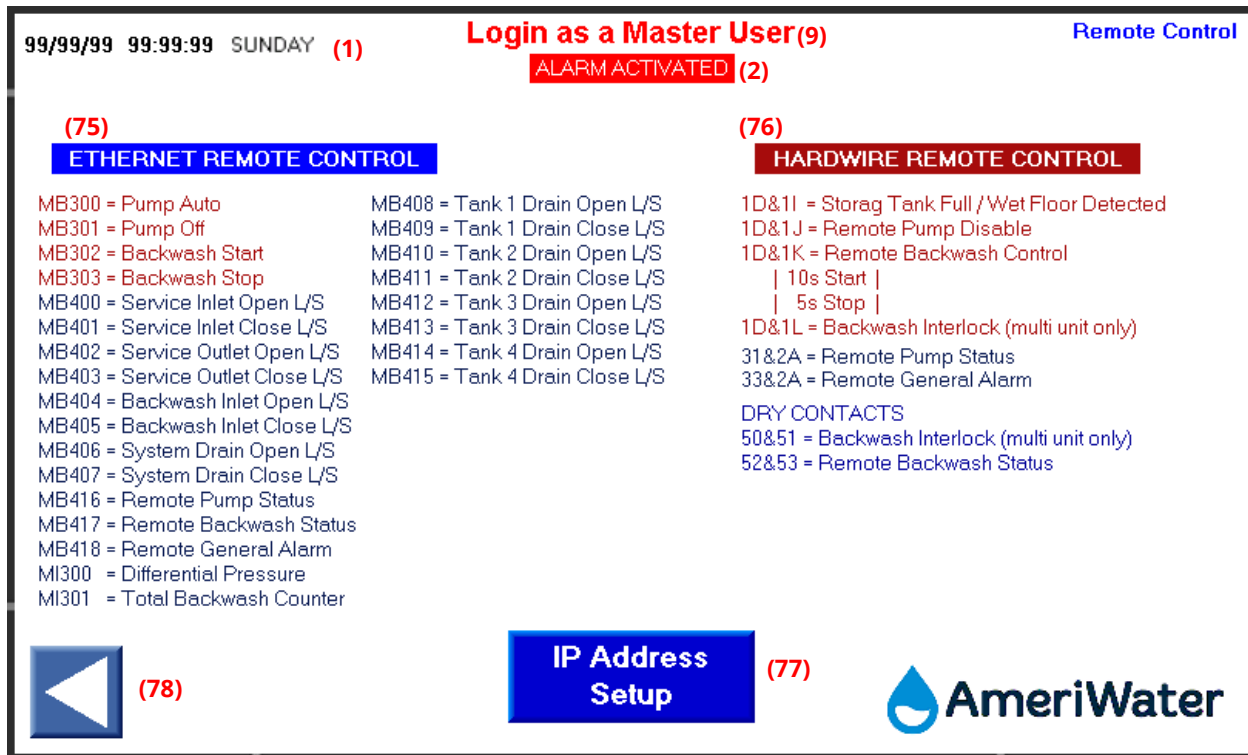 99/99/99 99:99:99 SUNDAY (1)
Login as a Master User(9)
Remote Control
ALARM ACTIVATED (2)
(75)
ETHERNET REMOTE CONTROL
MB300 = Pump Auto
MB301 = Pump Off
MB302 = Backwash Start
MB303 = Backwash Stop
MB400 = Service Inlet Open L/S
MB401 = Service Inlet Close L/S
MB402 = Service Outlet Open L/S
MB403 = Service Outlet Close L/S
MB404 = Backwash Inlet Open L/S
MB405 = Backwash Inlet Close L/S
MB406 = System Drain Open L/S
MB407 = System Drain Close L/S
MB416 = Remote Pump Status
MB417 = Remote Backwash Status
MB418 = Remote General Alarm
MI300 = Differential Pressure
MI301 = Total Backwash Counter
MB408 = Tank 1 Drain Open L/S
MB409 = Tank 1 Drain Close L/S
MB410 = Tank 2 Drain Open L/S
MB411 = Tank 2 Drain Close L/S
MB412 = Tank 3 Drain Open L/S
MB413 = Tank 3 Drain Close L/S
MB414 = Tank 4 Drain Open L/S
MB415 = Tank 4 Drain Close L/S
(76)
HARDWIRE REMOTE CONTROL
1D&1I = Storag Tank Full / Wet Floor Detected
1D&1J = Remote Pump Disable
1D&1K = Remote Backwash Control
| 10s Start |
| 5s Stop |
1D&1L = Backwash Interlock (multi unit only)
31&2A = Remote Pump Status
33&2A = Remote General Alarm
DRY CONTACTS
50&51 = Backwash Interlock (multi unit only)
52&53 = Remote Backwash Status
(78)
IP Address
Setup
(77)
AmeriWater